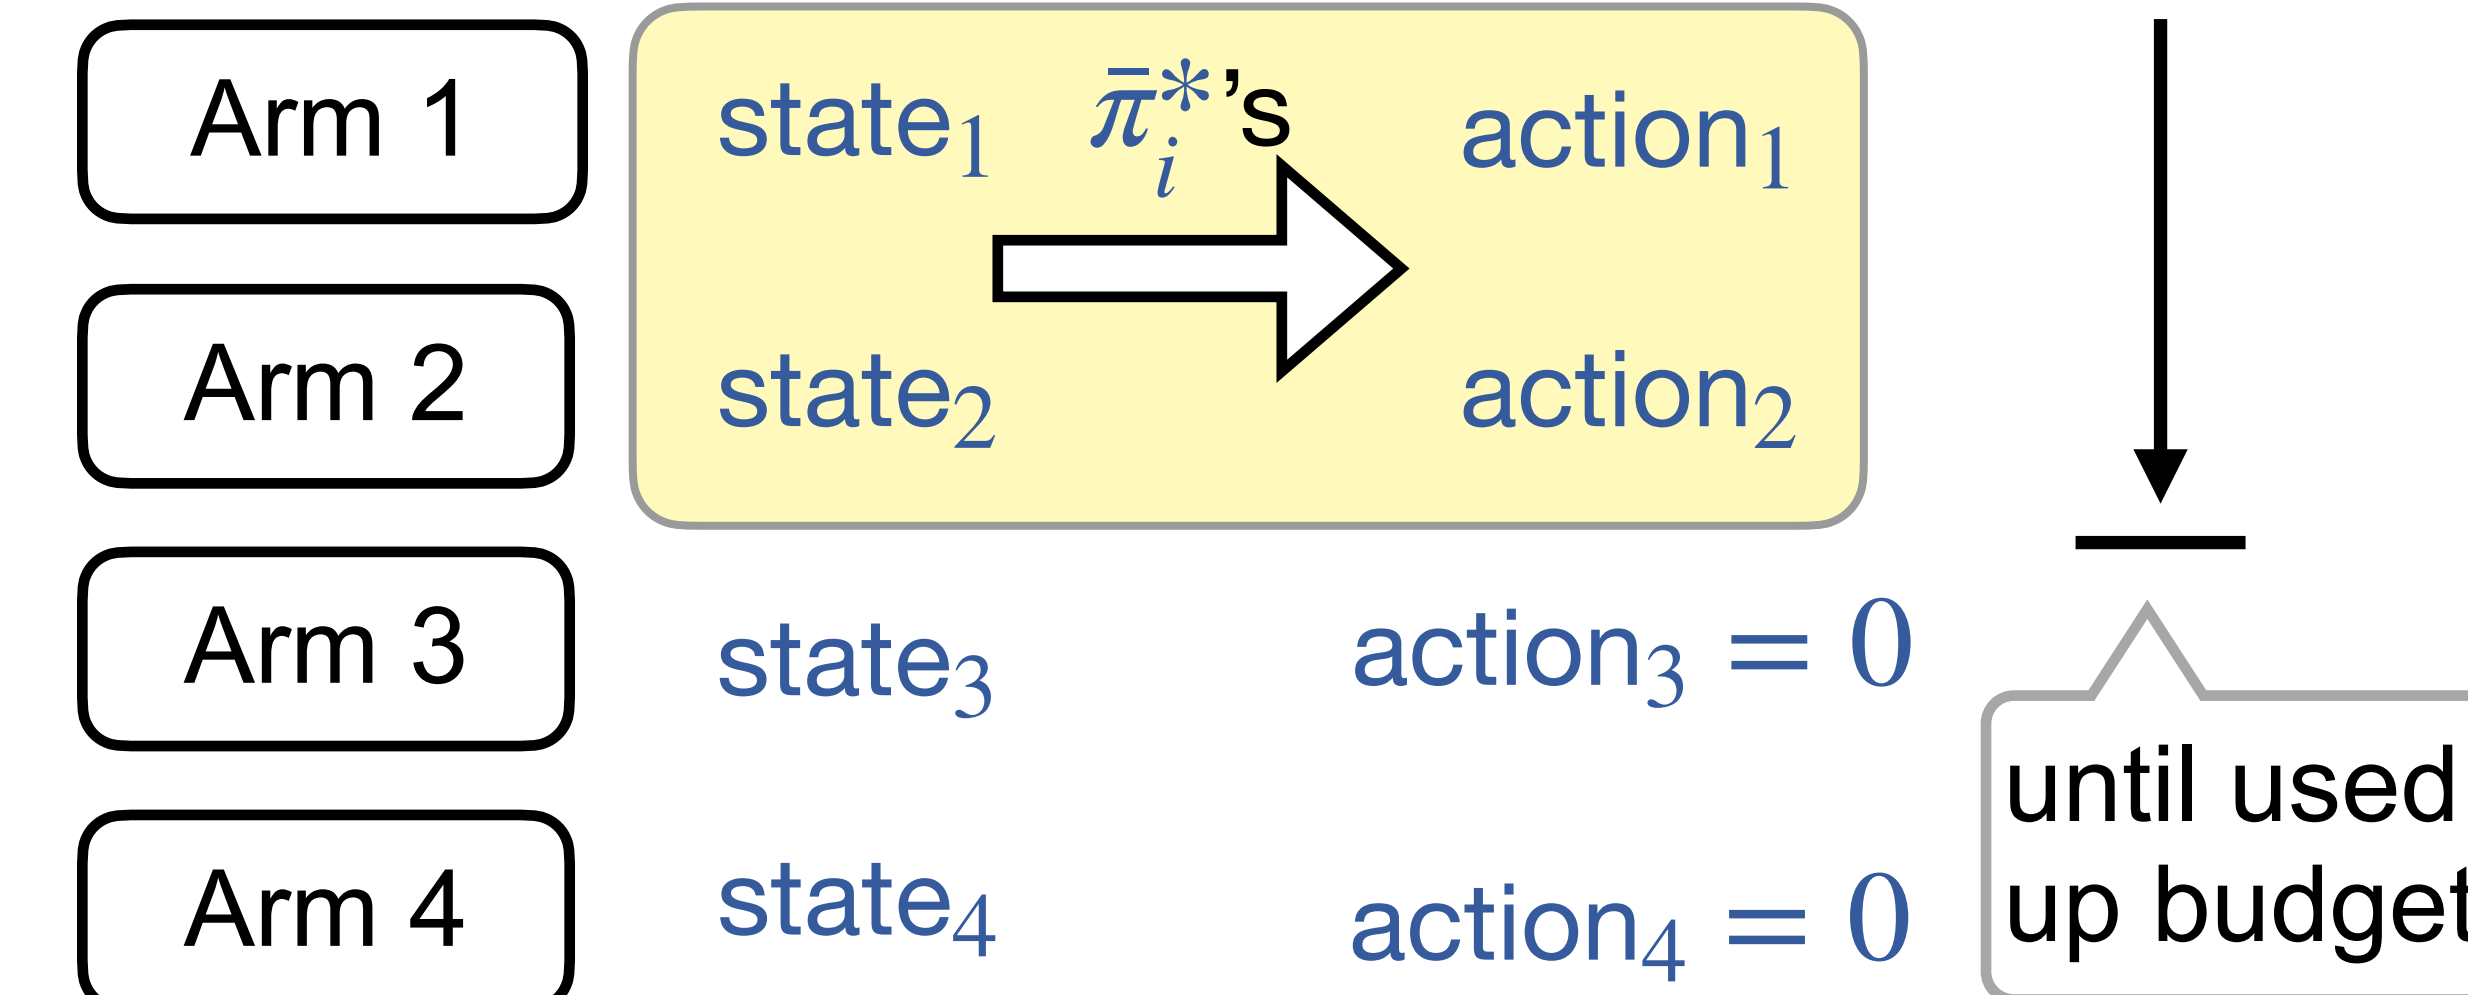 Arm 1 state₁ π̄ᵢ*’s action₁
Arm 2 state₂ action₂
Arm 3 state₃ action₃ = 0
until used
Arm 4 state₄ action₄ = 0
up budget